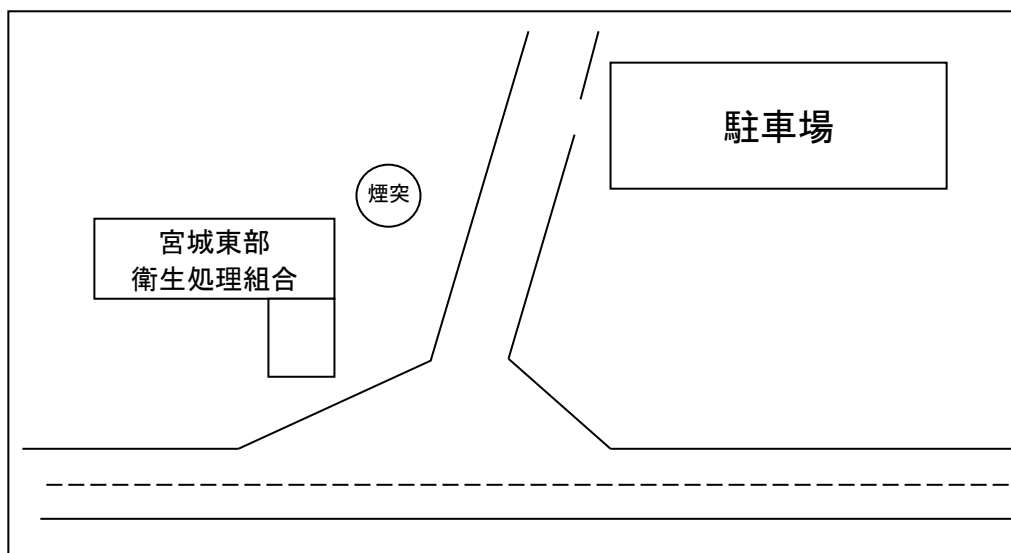 駐車場
煙突
宮城東部
衛生処理組合